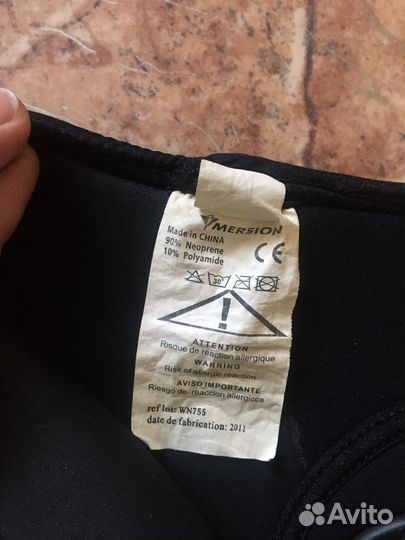 MERSION
Made in CHINA
90% Neoprene
10% Polyamide
CE
30°
ATTENTION
Risque de reaction allergique
WARNING
Risk of allergic reaction
AVISO IMPORTANTE
Riesgo de reaccion allergicca
ref lot: WN755
date de fabrication: 2011
Avito